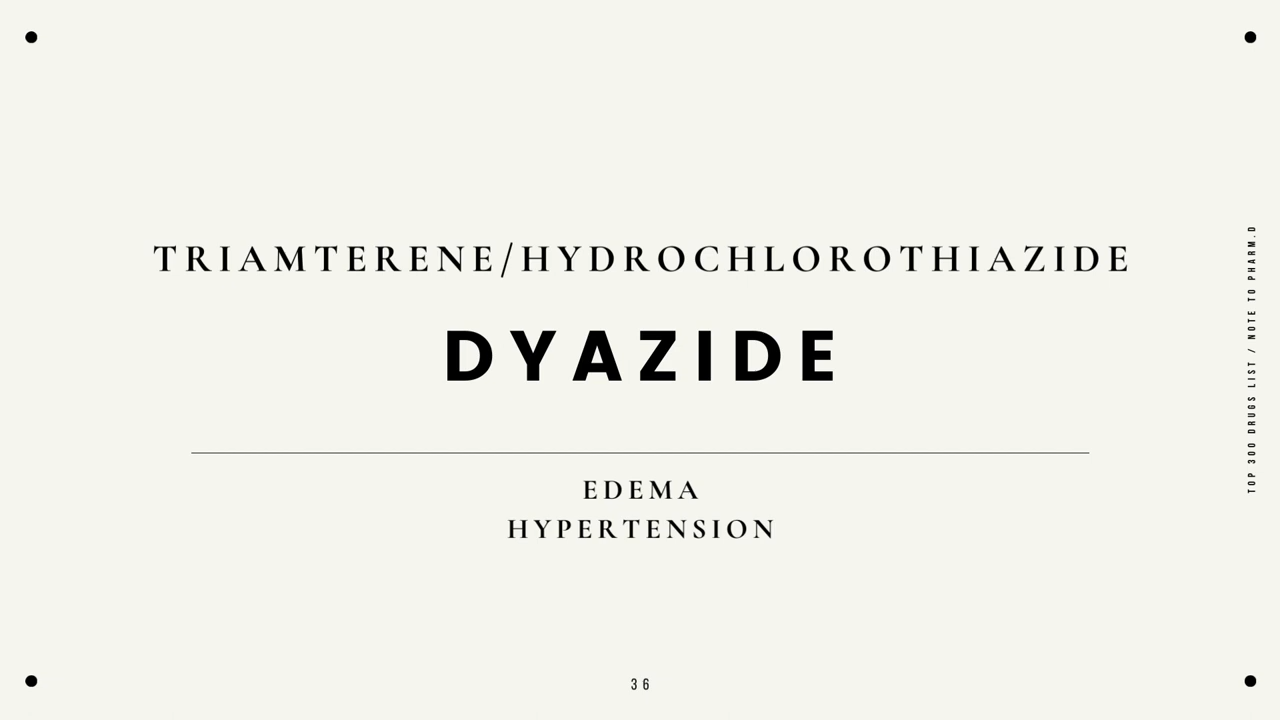 TRIAMTERENE/HYDROCHLOROTHIAZIDE
DYAZIDE
EDEMA
HYPERTENSION
36
TOP 300 DRUGS LIST / NOTE TO PHARM.D